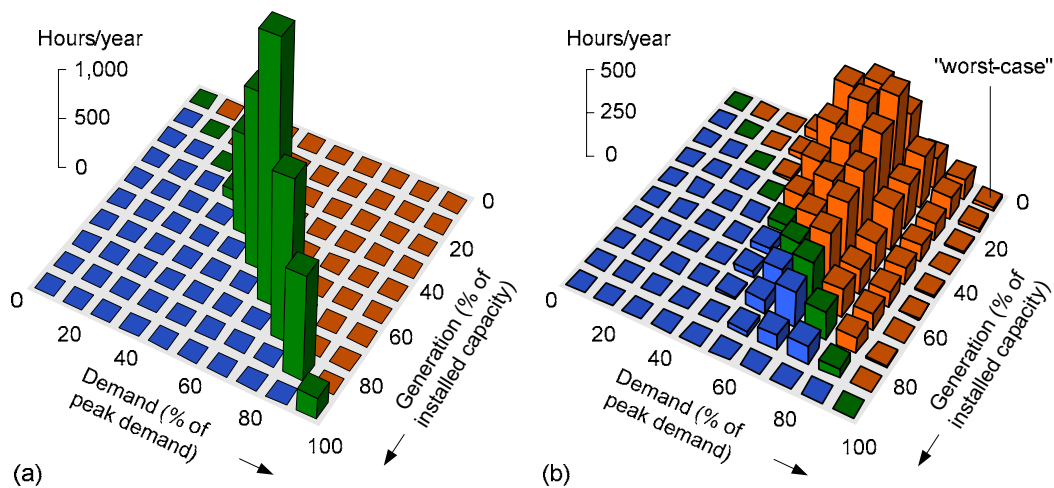 Hours/year
1,000
500
0
0
20
40
60
80
100
Demand (% of
peak demand)
0
20
40
60
80
Generation (% of
installed capacity)
(a)
Hours/year
500
250
0
"worst-case"
0
20
40
60
80
100
Demand (% of
peak demand)
0
20
40
60
80
Generation (% of
installed capacity)
(b)